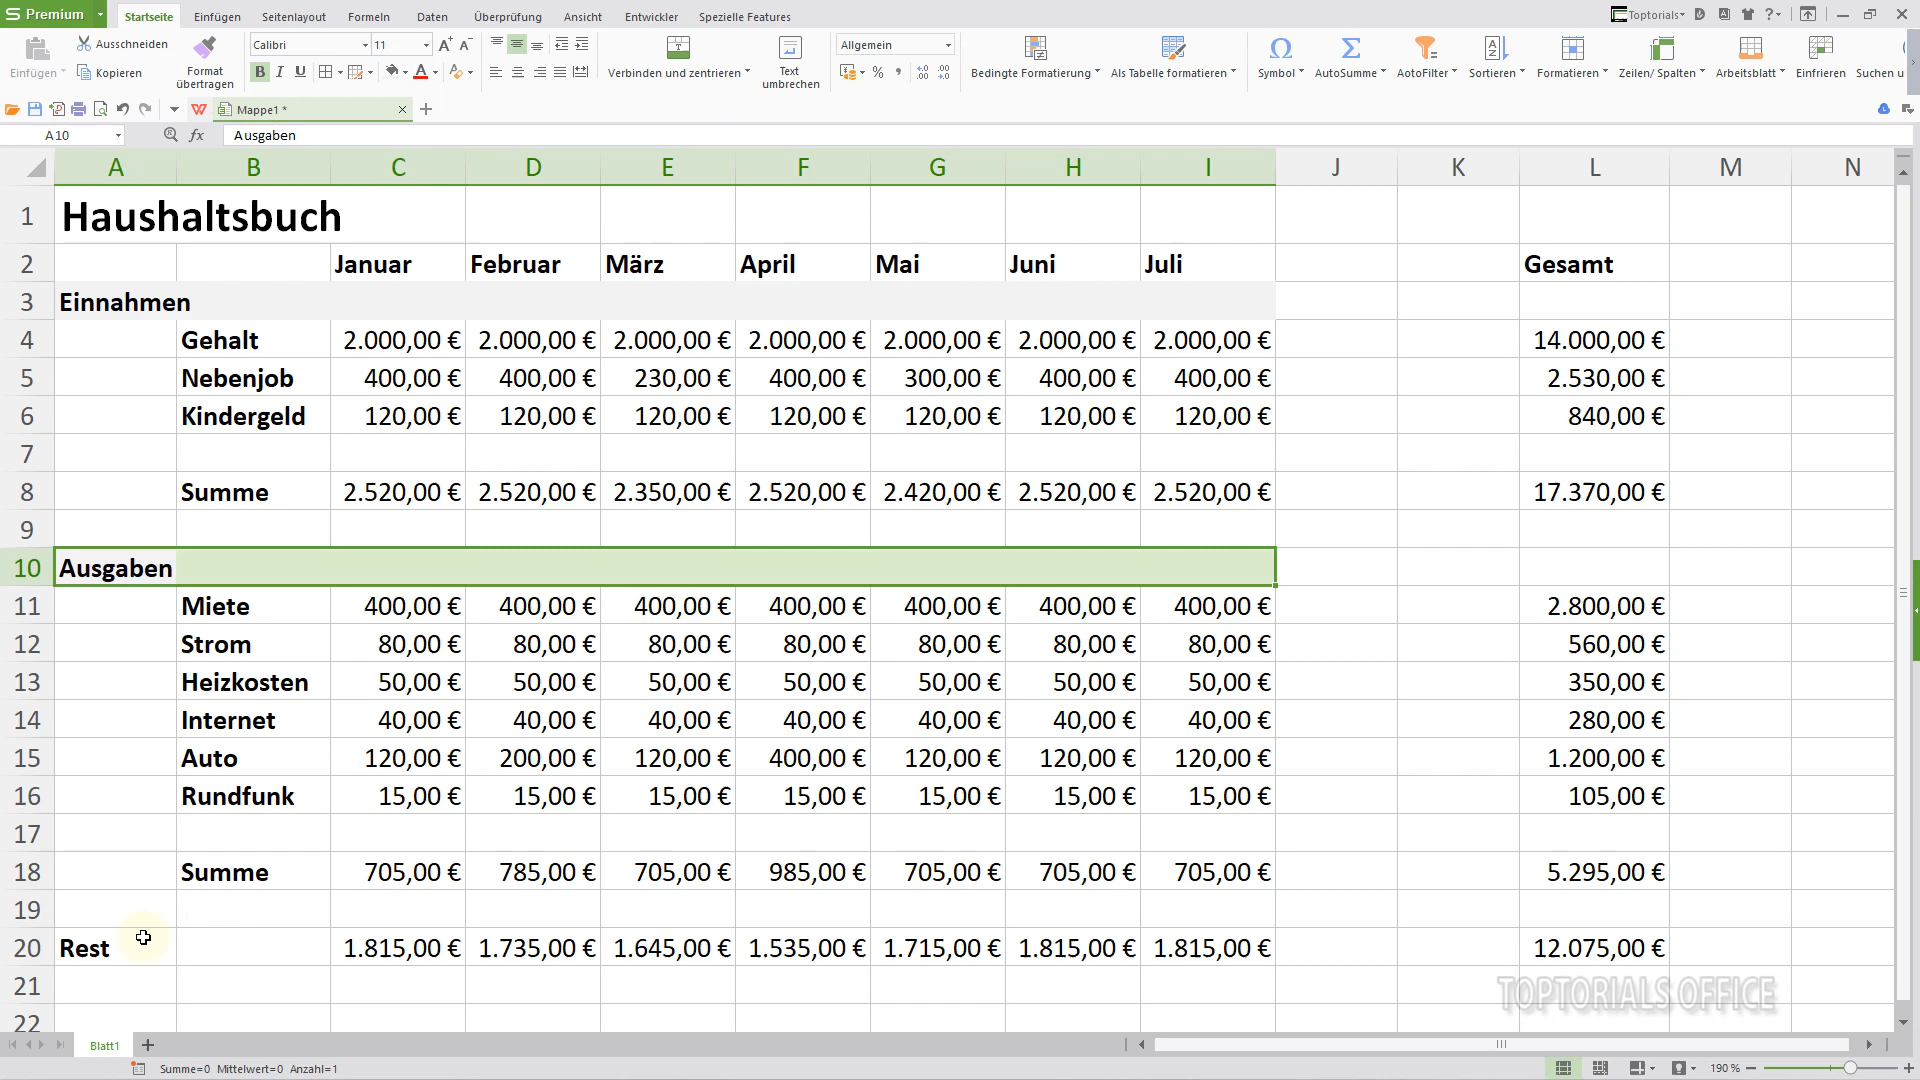 Premium Startseite Einfügen Seitenlayout Formeln Daten Überprüfung Ansicht Entwickler Spezielle Features Toptorials ?
Einfügen Ausschneiden Kopieren Format übertragen Calibri 11 A+ A- B I U A Verbinden und zentrieren Text umbrechen Allgemein % Bedingte Formatierung Als Tabelle formatieren Symbol AutoSumme AutoFilter Sortieren Formatieren Zeilen/ Spalten Arbeitsblatt Einfrieren Suchen u
Mappe1 *
A10 fx Ausgaben
A B C D E F G H I J K L M N
1 Haushaltsbuch
2 Januar Februar März April Mai Juni Juli Gesamt
3 Einnahmen
4 Gehalt 2.000,00 € 2.000,00 € 2.000,00 € 2.000,00 € 2.000,00 € 2.000,00 € 2.000,00 € 14.000,00 €
5 Nebenjob 400,00 € 400,00 € 230,00 € 400,00 € 300,00 € 400,00 € 400,00 € 2.530,00 €
6 Kindergeld 120,00 € 120,00 € 120,00 € 120,00 € 120,00 € 120,00 € 120,00 € 840,00 €
7
8 Summe 2.520,00 € 2.520,00 € 2.350,00 € 2.520,00 € 2.420,00 € 2.520,00 € 2.520,00 € 17.370,00 €
9
10 Ausgaben
11 Miete 400,00 € 400,00 € 400,00 € 400,00 € 400,00 € 400,00 € 400,00 € 2.800,00 €
12 Strom 80,00 € 80,00 € 80,00 € 80,00 € 80,00 € 80,00 € 80,00 € 560,00 €
13 Heizkosten 50,00 € 50,00 € 50,00 € 50,00 € 50,00 € 50,00 € 50,00 € 350,00 €
14 Internet 40,00 € 40,00 € 40,00 € 40,00 € 40,00 € 40,00 € 40,00 € 280,00 €
15 Auto 120,00 € 200,00 € 120,00 € 400,00 € 120,00 € 120,00 € 120,00 € 1.200,00 €
16 Rundfunk 15,00 € 15,00 € 15,00 € 15,00 € 15,00 € 15,00 € 15,00 € 105,00 €
17
18 Summe 705,00 € 785,00 € 705,00 € 985,00 € 705,00 € 705,00 € 705,00 € 5.295,00 €
19
20 Rest 1.815,00 € 1.735,00 € 1.645,00 € 1.535,00 € 1.715,00 € 1.815,00 € 1.815,00 € 12.075,00 €
21
TOPTORIALS OFFICE
22
Blatt1
Summe=0 Mittelwert=0 Anzahl=1 190 %